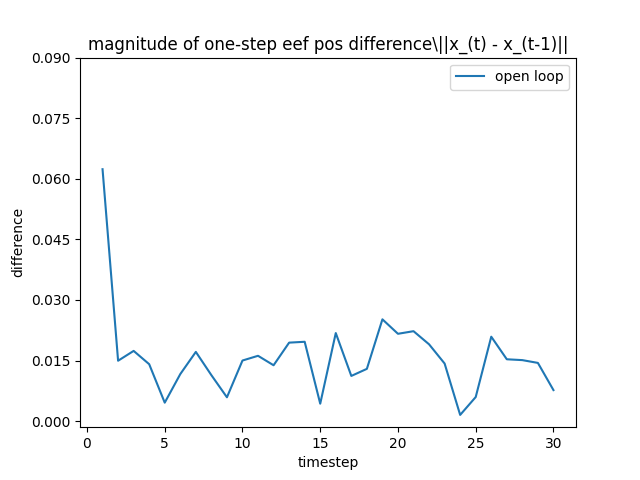 magnitude of one-step eef pos difference\||x_(t) - x_(t-1)||
open loop
0.090
0.075
0.060
0.045
0.030
0.015
0.000
difference
0 5 10 15 20 25 30
timestep